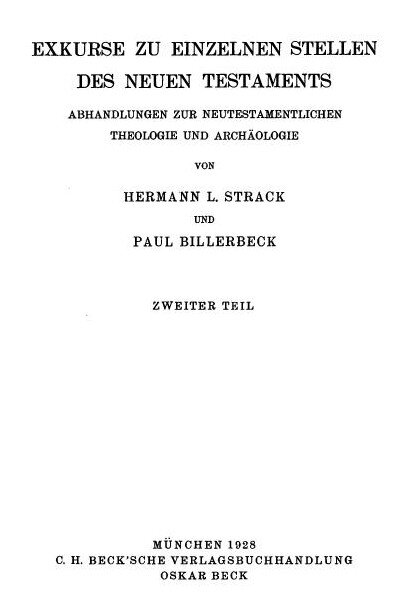 EXKURSE ZU EINZELNEN STELLEN
DES NEUEN TESTAMENTS
ABHANDLUNGEN ZUR NEUTESTAMENTLICHEN
THEOLOGIE UND ARCHÄOLOGIE
VON
HERMANN L. STRACK
UND
PAUL BILLERBECK
ZWEITER TEIL
MÜNCHEN 1928
C. H. BECK'SCHE VERLAGSBUCHHANDLUNG
OSKAR BECK